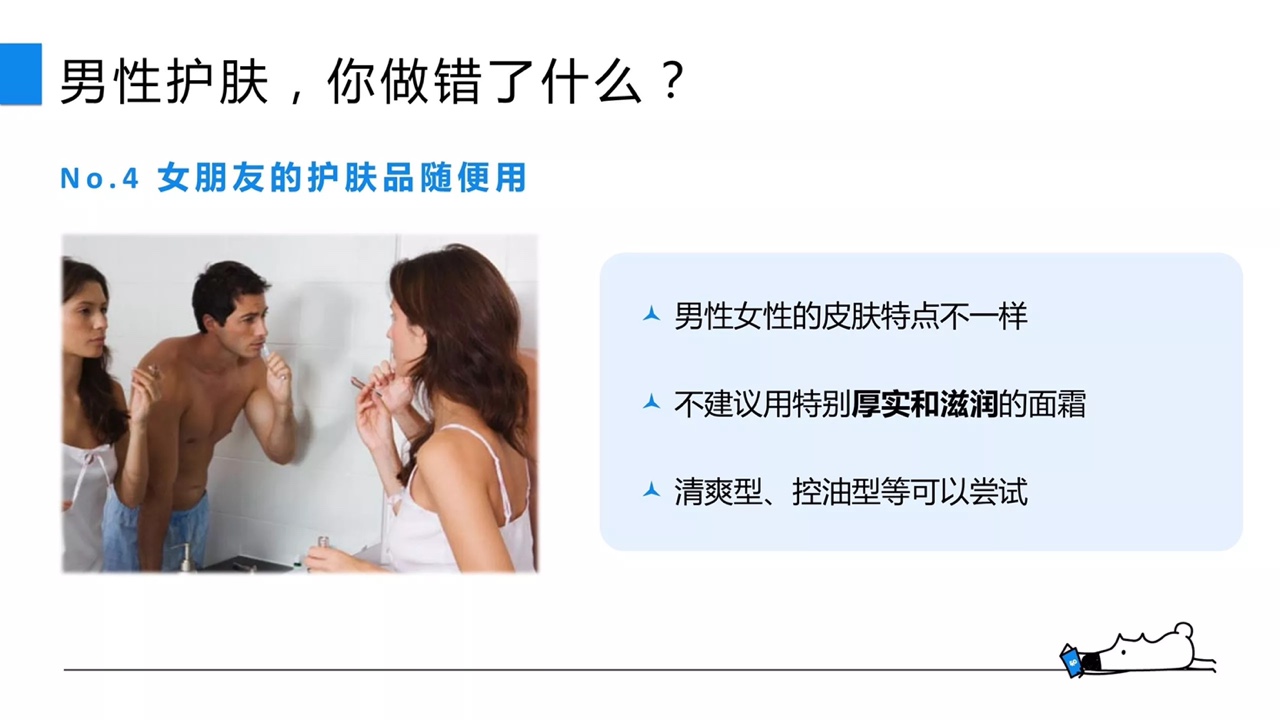 男性护肤，你做错了什么？
No.4 女朋友的护肤品随便用
男性女性的皮肤特点不一样
不建议用特别厚实和滋润的面霜
清爽型、控油型等可以尝试